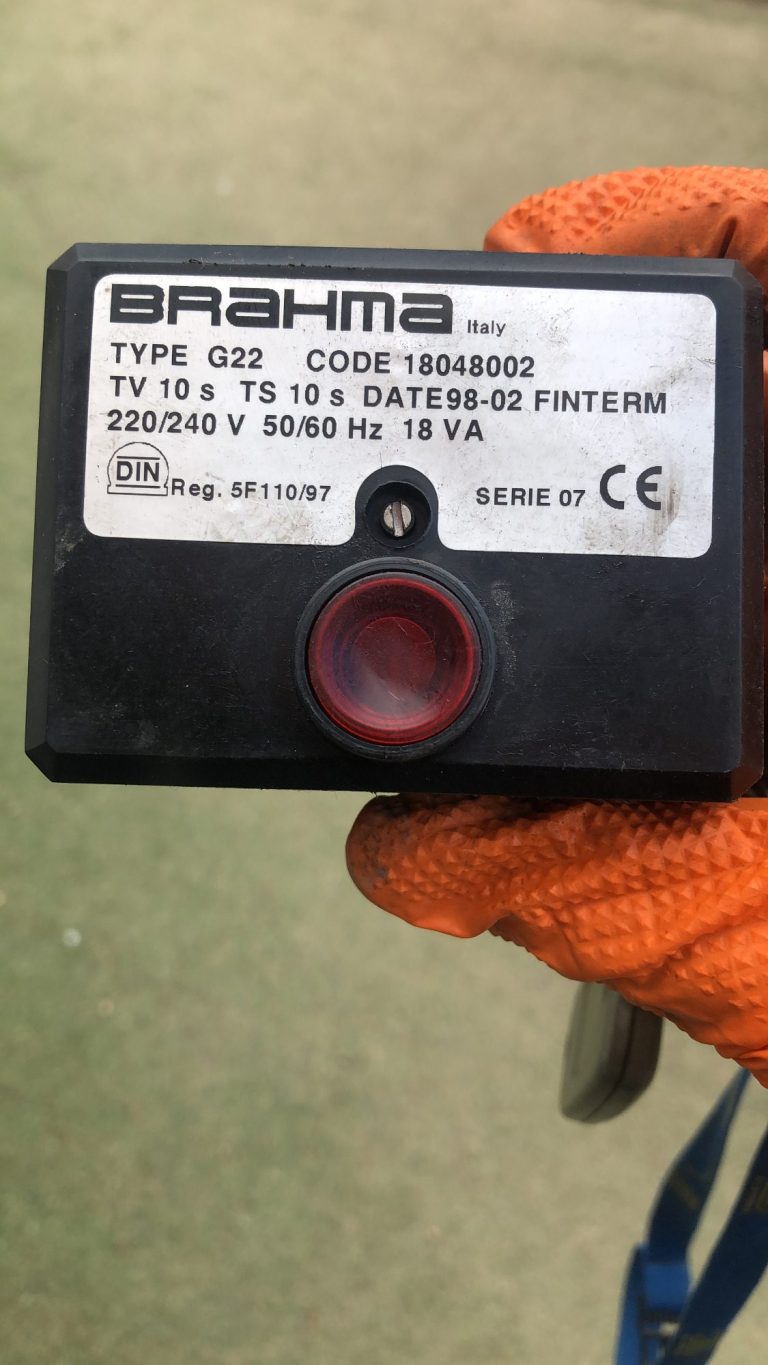 BRAHMA Italy
TYPE G22 CODE 18048002
TV 10 s TS 10 s DATE98-02 FINTERM
220/240 V 50/60 Hz 18 VA
DIN Reg. 5F110/97 SERIE 07 CE